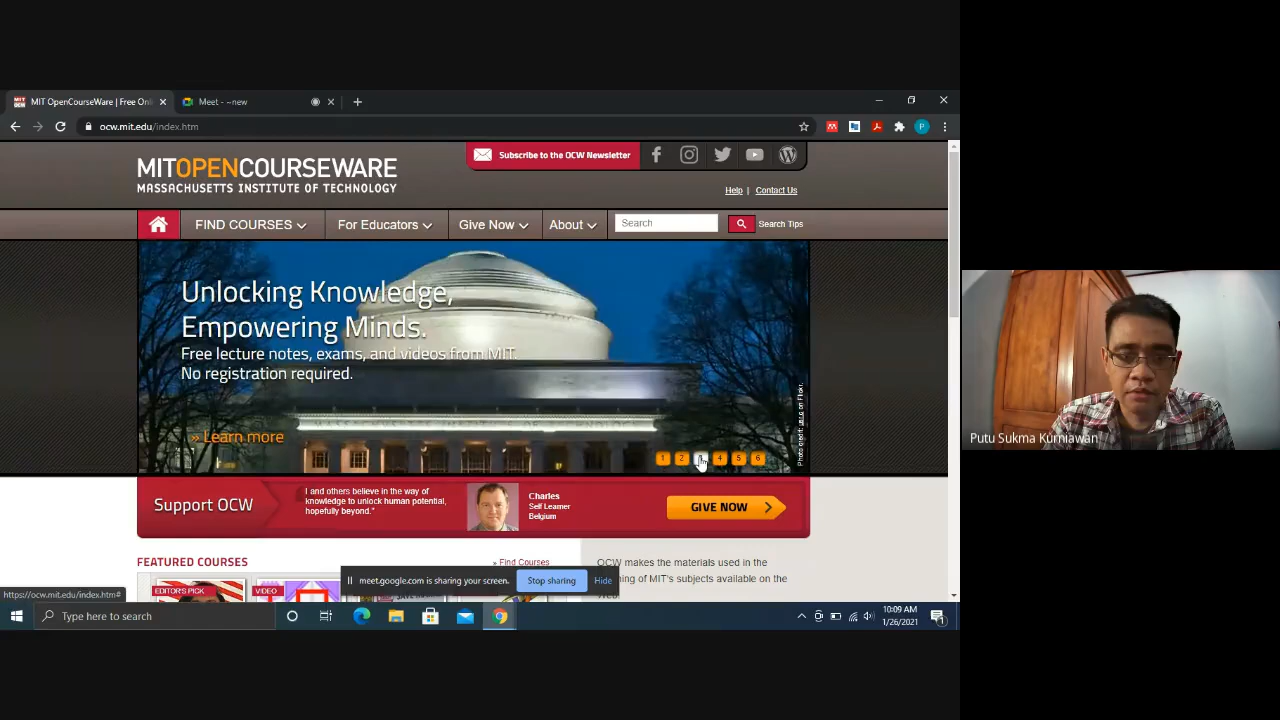 MIT OpenCourseWare | Free Onl
Meet - ~new
ocw.mit.edu/index.htm
P
MITOPENCOURSEWARE
MASSACHUSETTS INSTITUTE OF TECHNOLOGY
Subscribe to the OCW Newsletter
Help | Contact Us
FIND COURSES
For Educators
Give Now
About
Search
Search Tips
Unlocking Knowledge,
Empowering Minds.
Free lecture notes, exams, and videos from MIT.
No registration required.
» Learn more
1 2 4 5 6
Photo credit: on Flickr.
Support OCW
I and others believe in the way of
knowledge to unlock human potential,
hopefully beyond."
Charles
Self Learner
Belgium
GIVE NOW
FEATURED COURSES
» Find Courses
OCW makes the materials used in the
of MIT's subjects available on the
EDITOR'S PICK
VIDEO
meet.google.com is sharing your screen.
Stop sharing
Hide
https://ocw.mit.edu/index.htm#
Type here to search
10:09 AM
1/26/2021
1
Putu Sukma Kurniawan